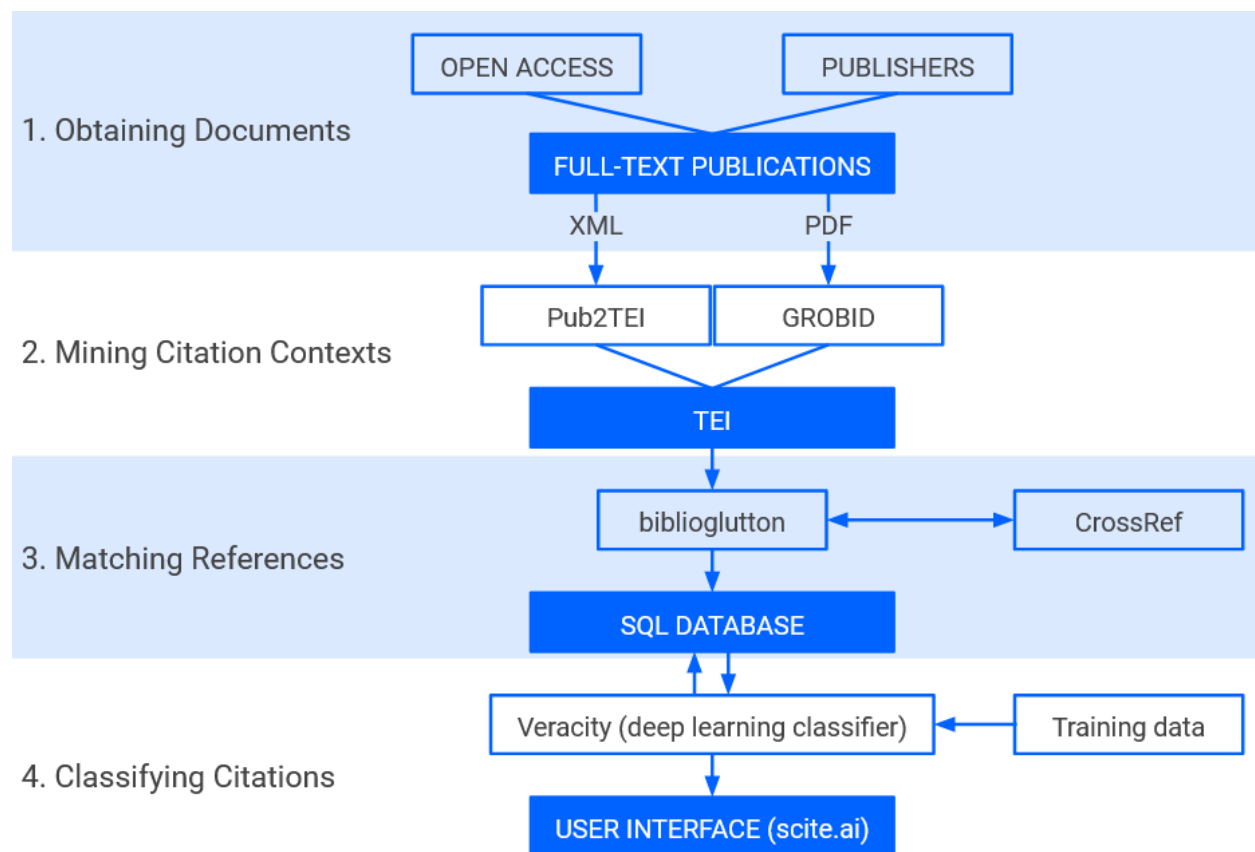 OPEN ACCESS
PUBLISHERS
1. Obtaining Documents
FULL-TEXT PUBLICATIONS
XML
PDF
Pub2TEI
GROBID
2. Mining Citation Contexts
TEI
biblioglutton
CrossRef
3. Matching References
SQL DATABASE
Veracity (deep learning classifier)
Training data
4. Classifying Citations
USER INTERFACE (scite.ai)